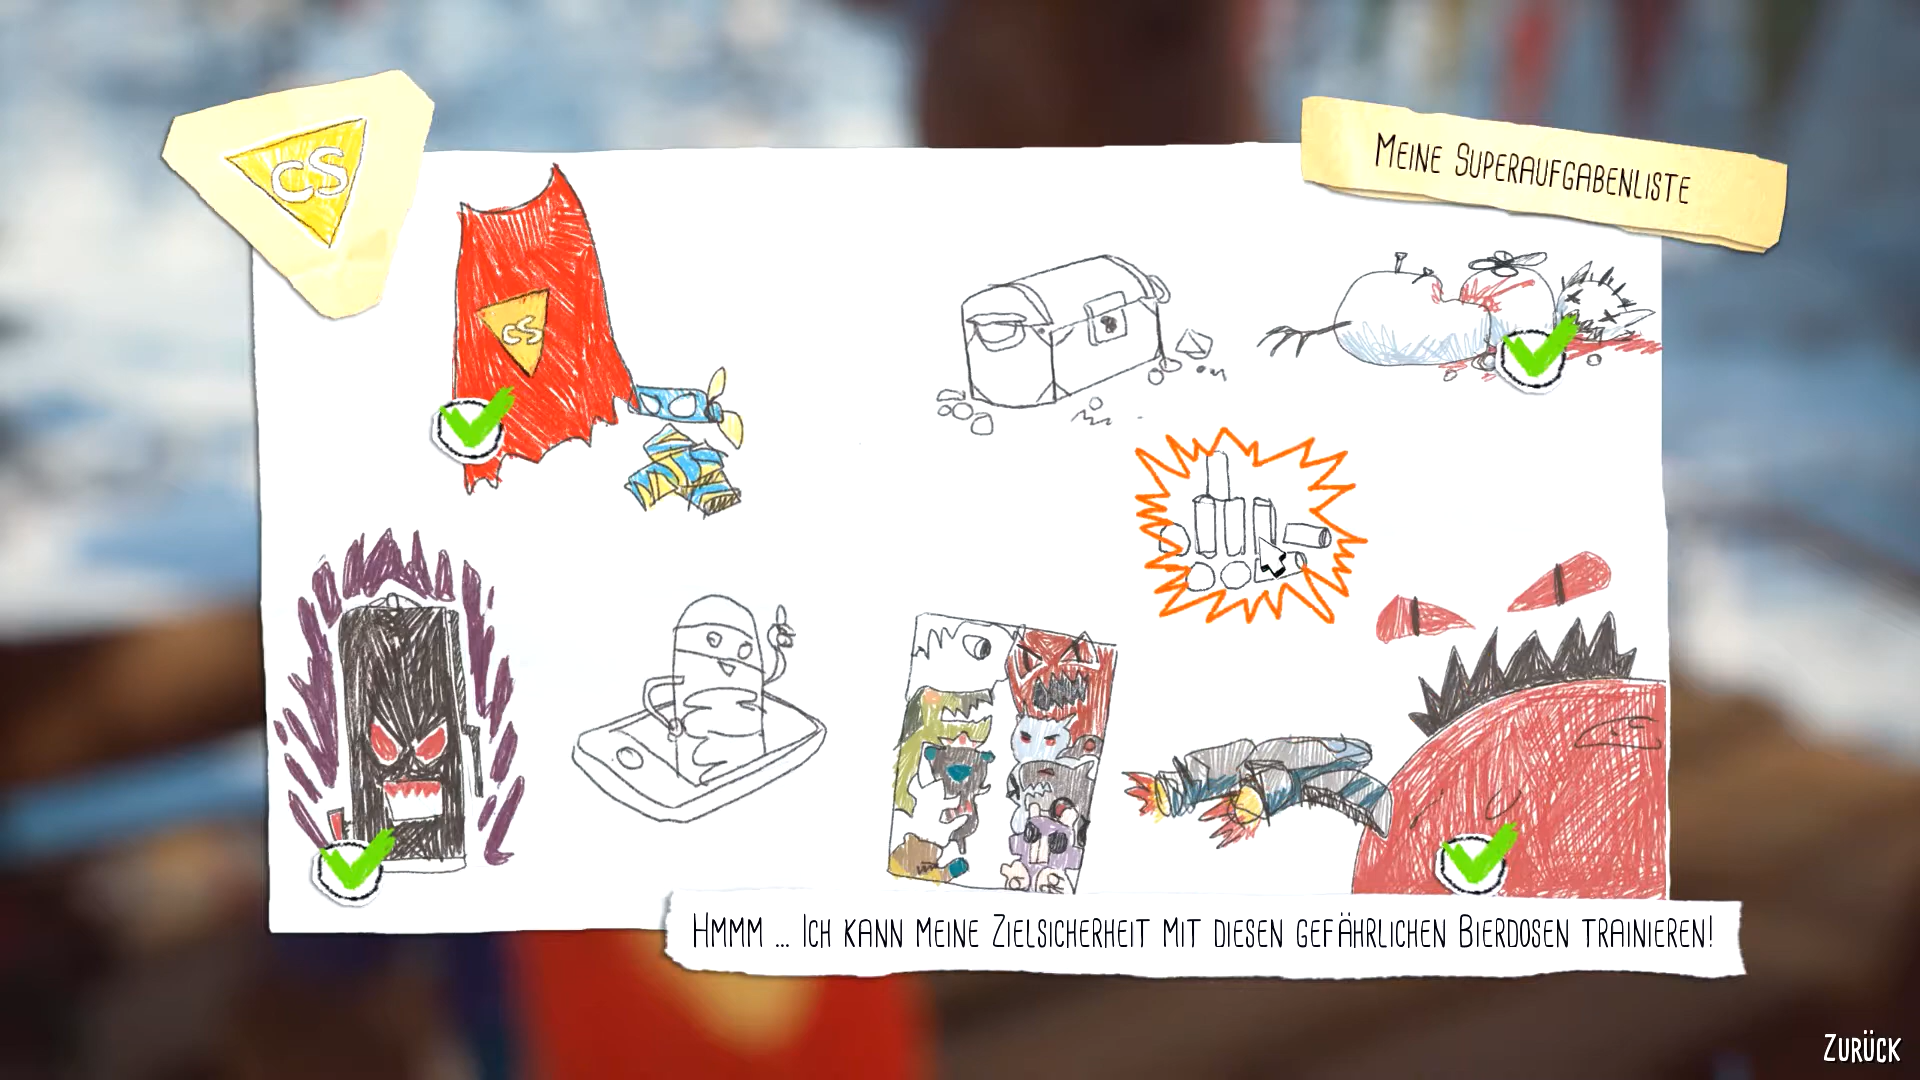 CS
Meine Superaufgabenliste
CS
Hmmm ... Ich kann meine Zielsicherheit mit diesen gefährlichen Bierdosen trainieren!
Zurück